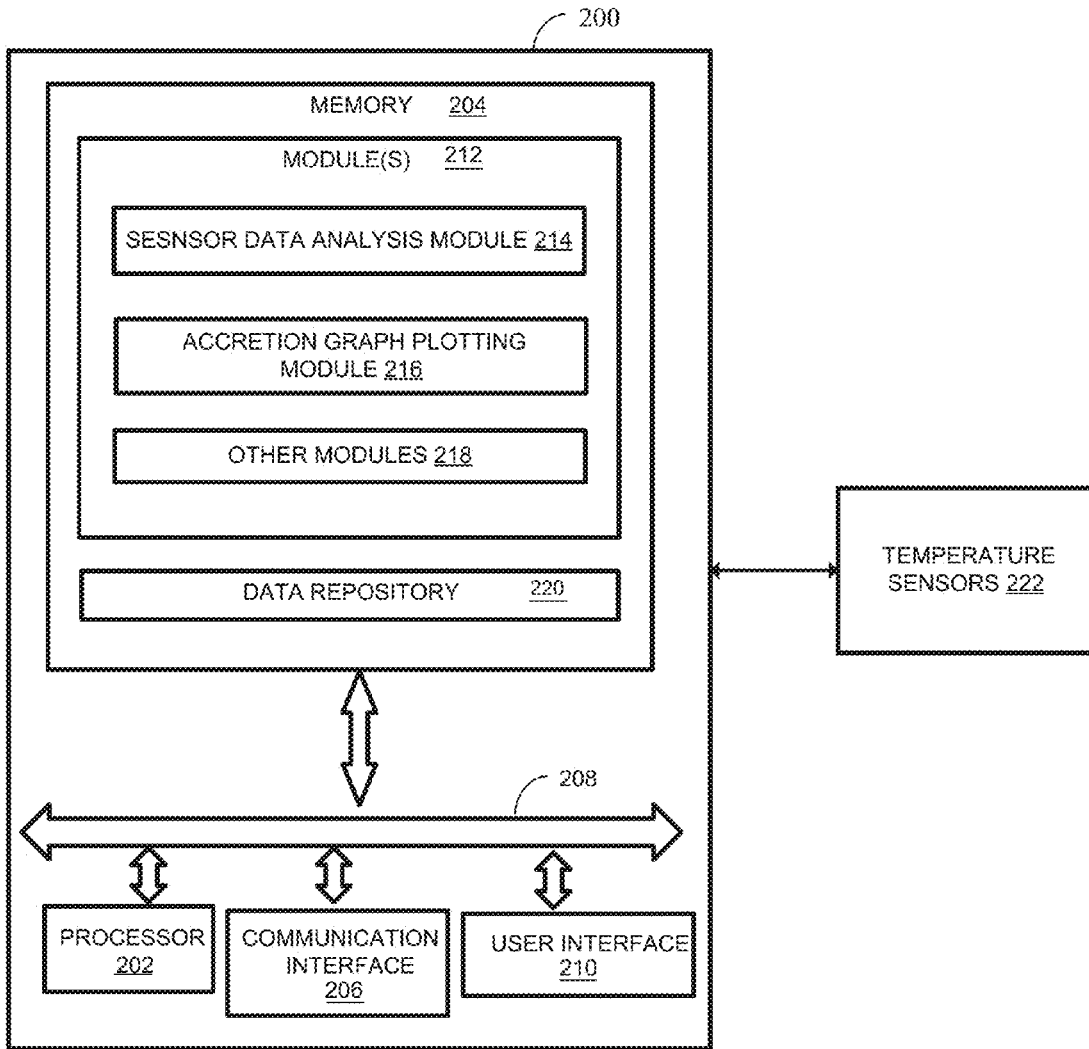 200
MEMORY 204
MODULE(S) 212
SESNSOR DATA ANALYSIS MODULE 214
ACCRETION GRAPH PLOTTING
MODULE 216
OTHER MODULES 218
DATA REPOSITORY 220
TEMPERATURE
SENSORS 222
208
PROCESSOR
202
COMMUNICATION
INTERFACE
206
USER INTERFACE
210